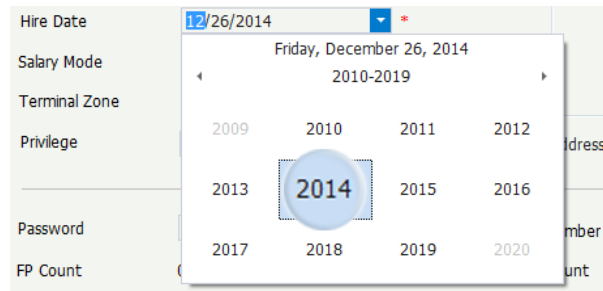 Hire Date 12/26/2014 *
Friday, December 26, 2014
Salary Mode
2010-2019
Terminal Zone
2009 2010 2011 2012
Privilege ddress
2013 2014 2015 2016
Password mber
2017 2018 2019 2020
FP Count unt